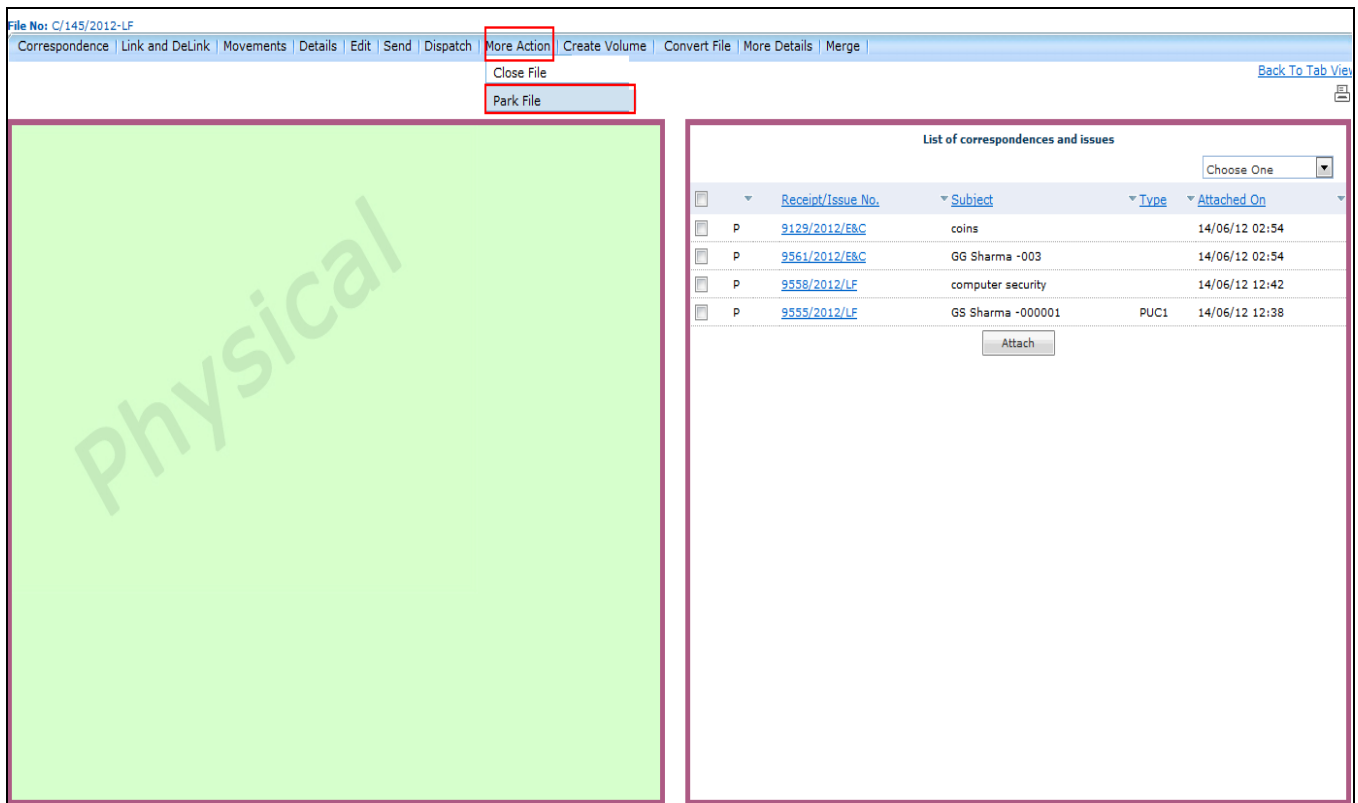 File No: C/145/2012-LF
Correspondence | Link and DeLink | Movements | Details | Edit | Send | Dispatch | More Action | Create Volume | Convert File | More Details | Merge |
Close File
Park File
Back To Tab View
Physical
List of correspondences and issues
Choose One
Receipt/Issue No. Subject Type Attached On
P 9129/2012/E&C coins 14/06/12 02:54
P 9561/2012/E&C GG Sharma -003 14/06/12 02:54
P 9558/2012/LF computer security 14/06/12 12:42
P 9555/2012/LF GS Sharma -000001 PUC1 14/06/12 12:38
Attach